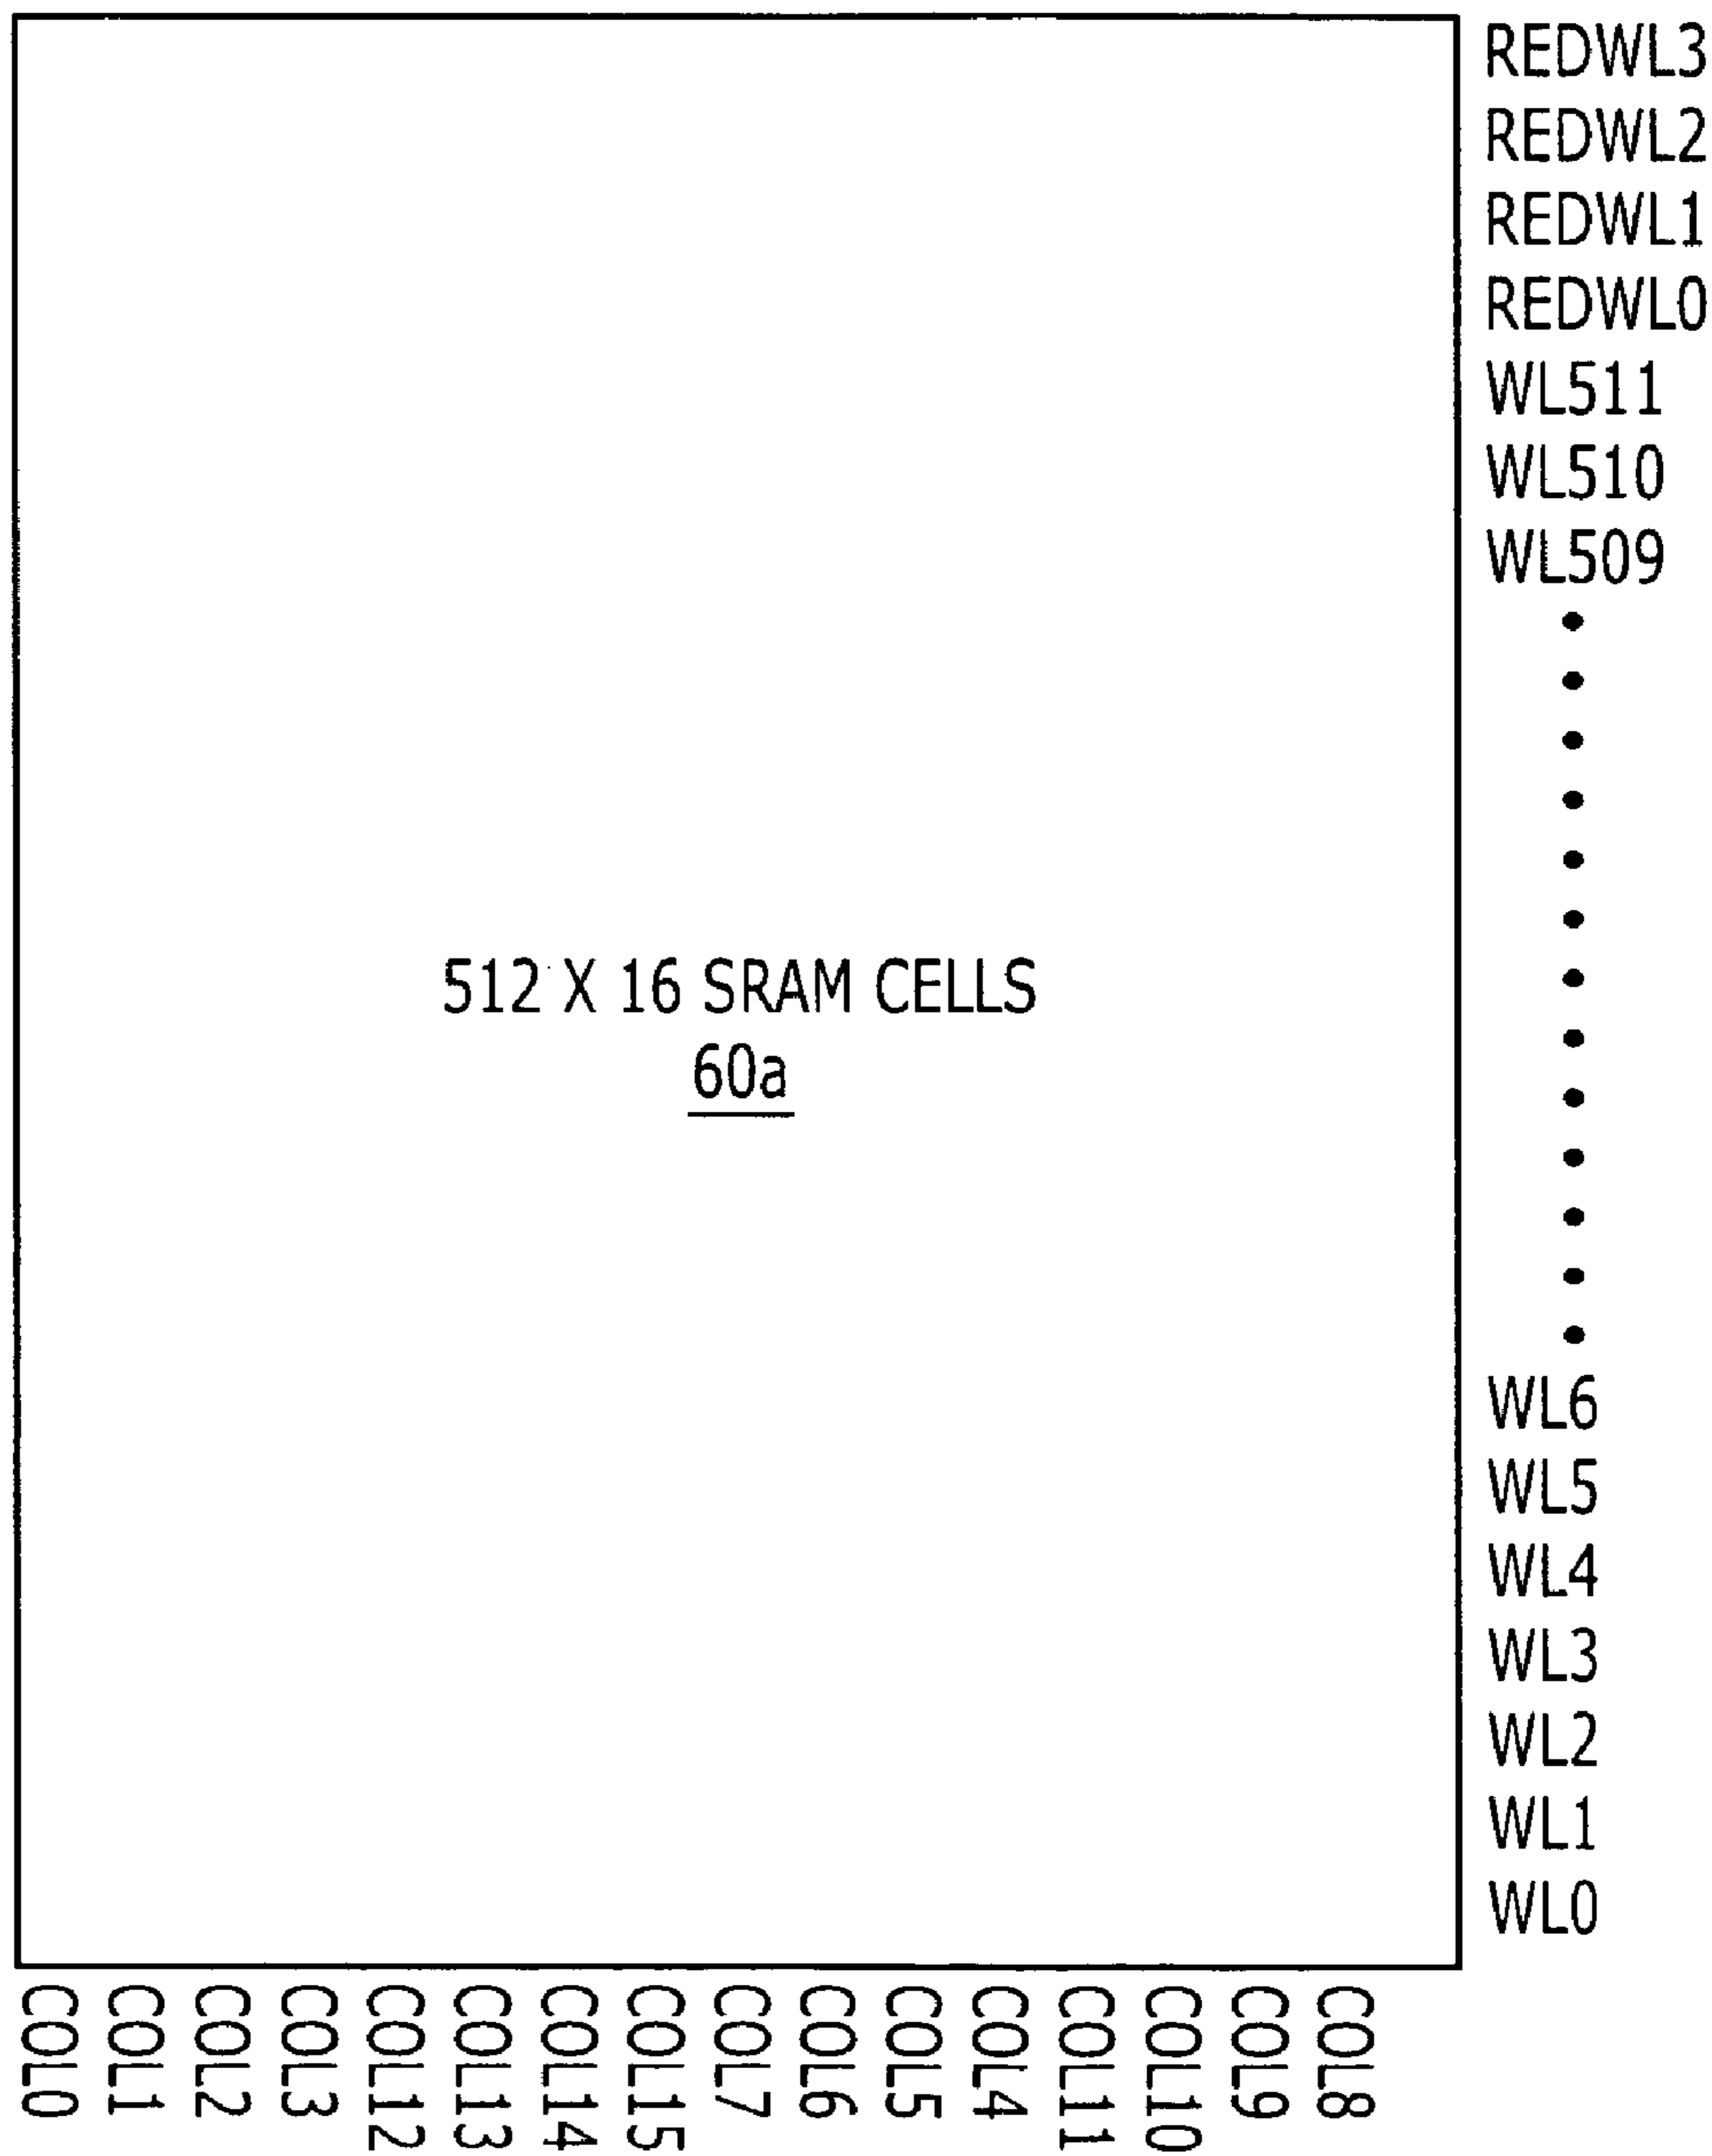 REDWL3
REDWL2
REDWL1
REDWL0
WL511
WL510
WL509
512 X 16 SRAM CELLS
60a
WL6
WL5
WL4
WL3
WL2
WL1
WL0
COL0
COL1
COL2
COL3
COL12
COL13
COL14
COL15
COL7
COL6
COL5
COL4
COL11
COL10
COL9
COL8